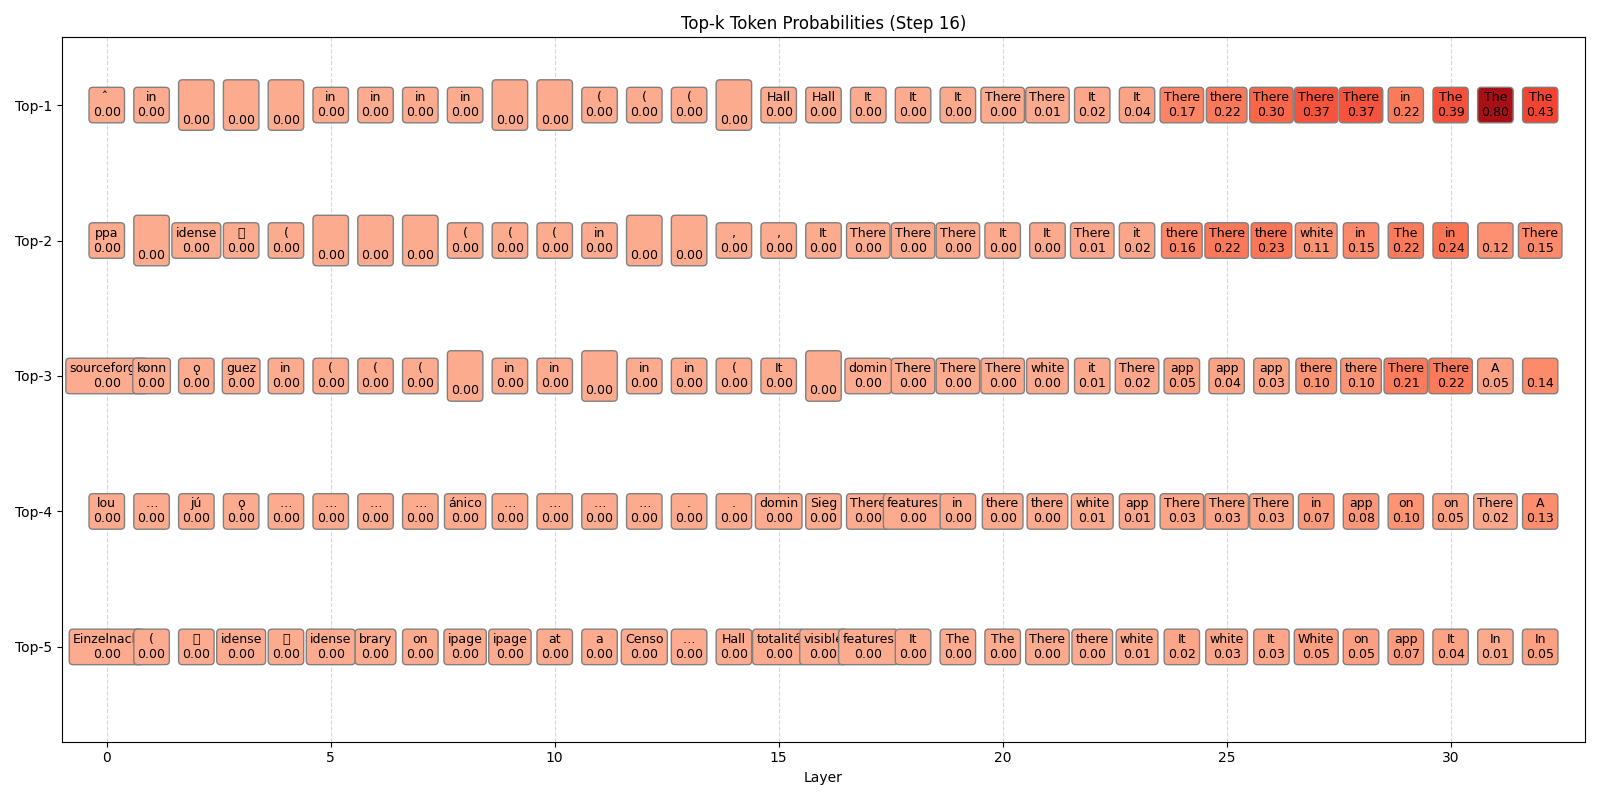 Top-k Token Probabilities (Step 16)
Top-1
ˆ in in in in in ( ( ( Hall Hall It It It There There It It There there There There There in The The The
0.00 0.00 0.00 0.00 0.00 0.00 0.00 0.00 0.00 0.00 0.00 0.00 0.00 0.00 0.00 0.00 0.00 0.00 0.00 0.00 0.00 0.01 0.02 0.04 0.17 0.22 0.30 0.37 0.37 0.22 0.39 0.80 0.43
Top-2
ppa idense ( ( ( ( in , , It There There There It It There it there There there white in The in There
0.00 0.00 0.00 0.00 0.00 0.00 0.00 0.00 0.00 0.00 0.00 0.00 0.00 0.00 0.00 0.00 0.00 0.00 0.00 0.00 0.00 0.00 0.01 0.02 0.16 0.22 0.23 0.11 0.15 0.22 0.24 0.12 0.15
Top-3
sourceforg konn guez in ( ( ( in in in in ( It domin There There There white it There app app app there there There There A
0.00 0.00 0.00 0.00 0.00 0.00 0.00 0.00 0.00 0.00 0.00 0.00 0.00 0.00 0.00 0.00 0.00 0.00 0.00 0.00 0.00 0.00 0.01 0.02 0.05 0.04 0.03 0.10 0.10 0.21 0.22 0.05 0.14
Top-4
lou ... jú ... ... ... ... ánico ... ... ... ... . . domin Sieg There features in there there white app There There There in app on on There A
0.00 0.00 0.00 0.00 0.00 0.00 0.00 0.00 0.00 0.00 0.00 0.00 0.00 0.00 0.00 0.00 0.00 0.00 0.00 0.00 0.00 0.00 0.01 0.01 0.03 0.03 0.03 0.07 0.08 0.10 0.05 0.02 0.13
Top-5
Einzelnac ( idense idense brary on ipage ipage at a Censo ... Hall totalité visible features It The The There there white It white It White on app It In In
0.00 0.00 0.00 0.00 0.00 0.00 0.00 0.00 0.00 0.00 0.00 0.00 0.00 0.00 0.00 0.00 0.00 0.00 0.00 0.00 0.00 0.00 0.00 0.01 0.02 0.03 0.03 0.05 0.05 0.07 0.04 0.01 0.05
0 5 10 15 20 25 30
Layer